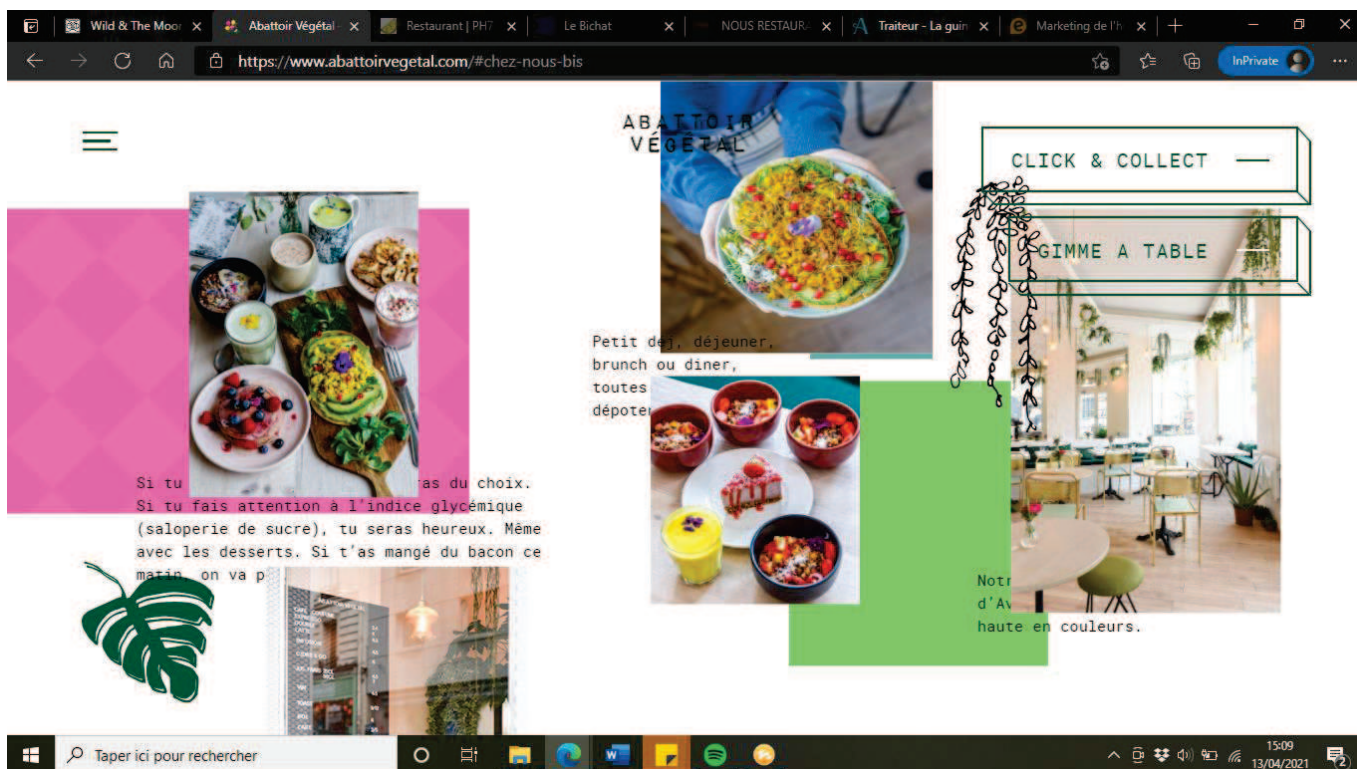 Wild & The Moor
Abattoir Végétal -
Restaurant | PH7
Le Bichat
NOUS RESTAUR
Traiteur - La guin
Marketing de l'h
https://www.abattoirvegetal.com/#chez-nous-bis
InPrivate
ABATTOIR
VÉGÉTAL
CLICK & COLLECT
GIMME A TABLE
Petit dej, déjeuner,
brunch ou diner,
toutes
dépoter
Si tu ras du choix.
Si tu fais attention à l'indice glycémique
(saloperie de sucre), tu seras heureux. Même
avec les desserts. Si t'as mangé du bacon ce
matin, on va p
Notr
d'Av
haute en couleurs.
Taper ici pour rechercher
15:09
13/04/2021
2